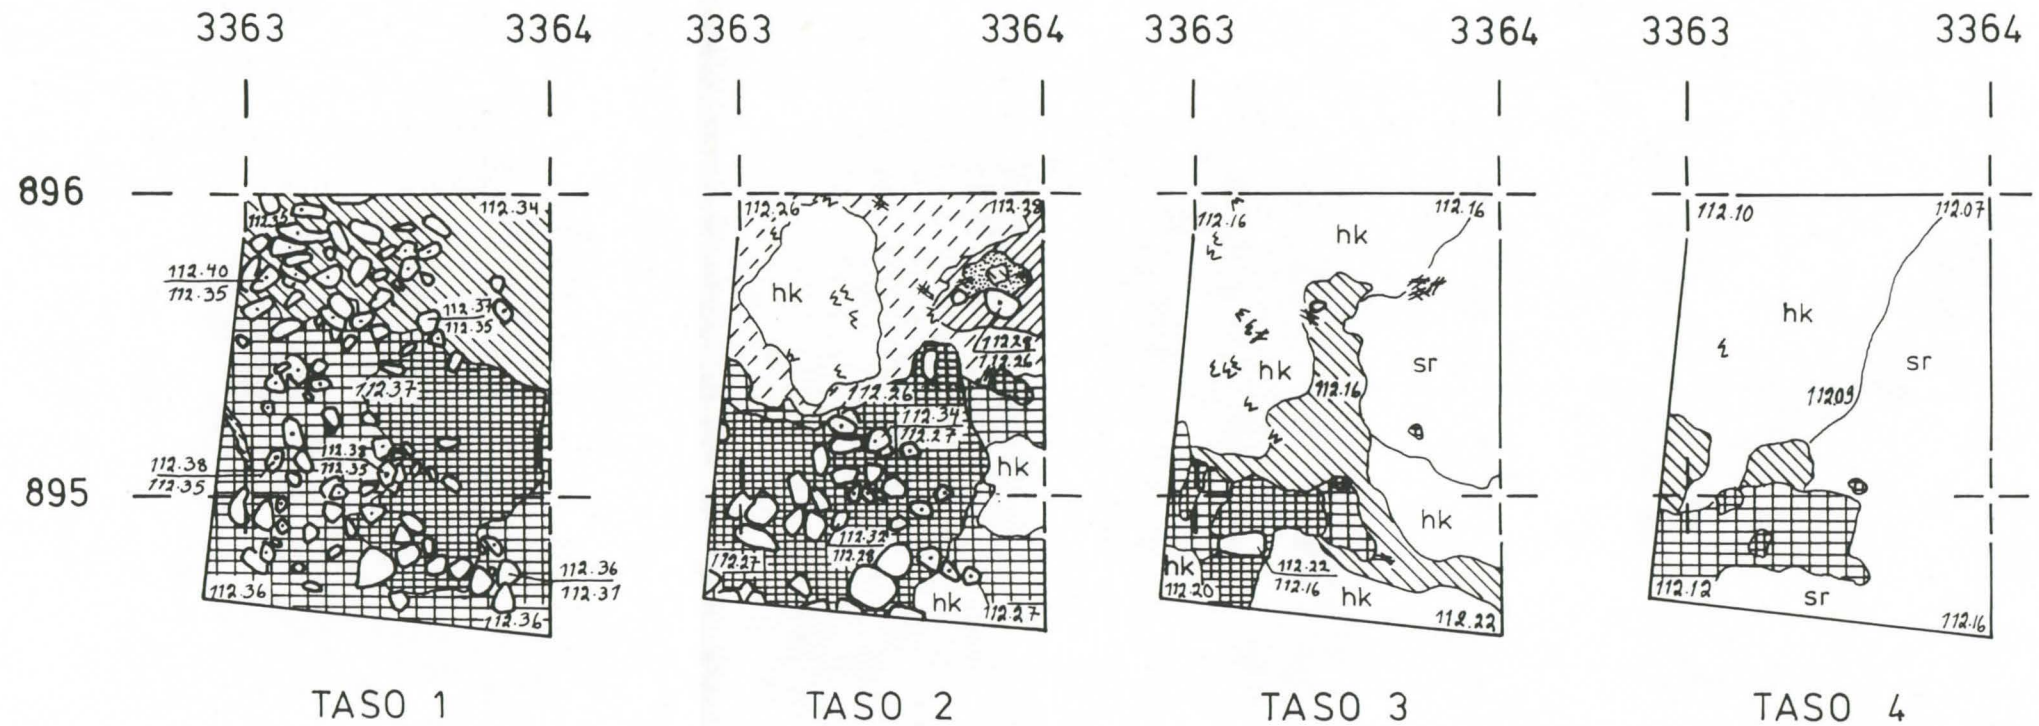 3363 3364 3363 3364 3363 3364 3363 3364
896
112.35 112.34
112.40
112.35
112.37
112.35
112.37
112.38
112.35
112.38
112.35
895
112.36
112.37
112.36
112.36
TASO 1
112.26 112.28
hk
112.28
112.26
112.26
112.34
112.27
hk
112.32
112.28
112.27
hk
112.27
TASO 2
112.16 112.16
hk
sr
hk
112.16
hk
hk
112.20
112.22
112.16
hk
112.22
TASO 3
112.10 112.07
hk
sr
112.09
112.12
sr
112.16
TASO 4